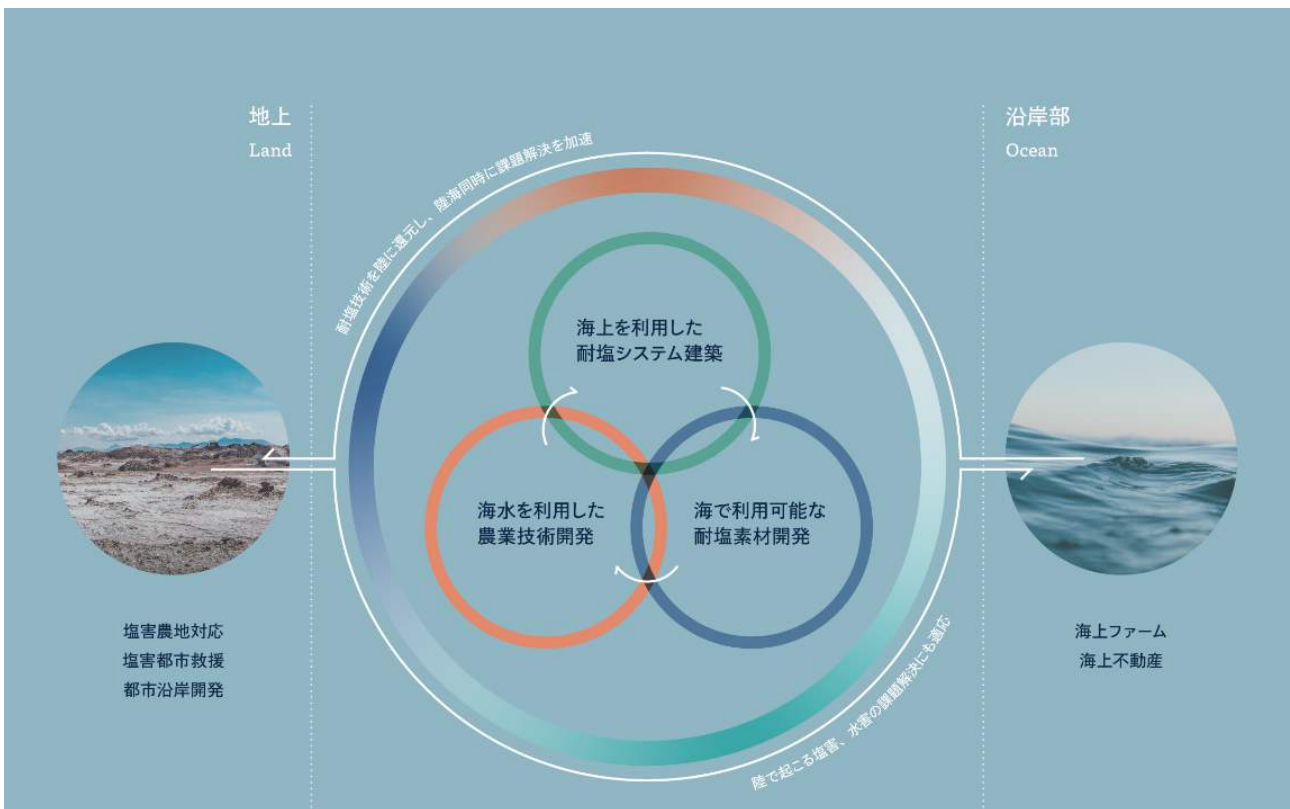 地上
Land
沿岸部
Ocean
耐塩技術を陸に還元し、陸海同時に課題解決を加速
海上を利用した
耐塩システム建築
海水を利用した
農業技術開発
海で利用可能な
耐塩素材開発
塩害農地対応
塩害都市救援
都市沿岸開発
海上ファーム
海上不動産
陸で起こる塩害、水害の課題解決にも適応